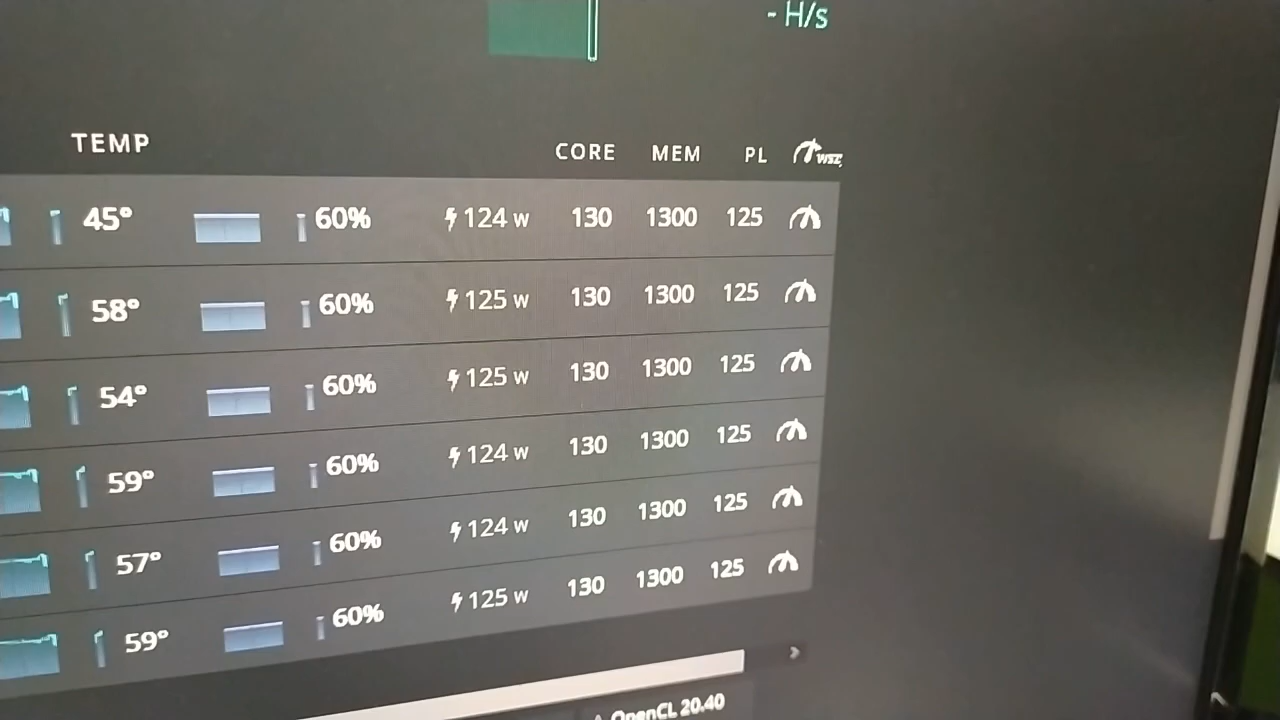 - H/s
TEMP CORE MEM PL WSZ
45° 60% 124 W 130 1300 125
58° 60% 125 W 130 1300 125
54° 60% 125 W 130 1300 125
59° 60% 124 W 130 1300 125
57° 60% 124 W 130 1300 125
59° 60% 125 W 130 1300 125
OpenCL 20.40